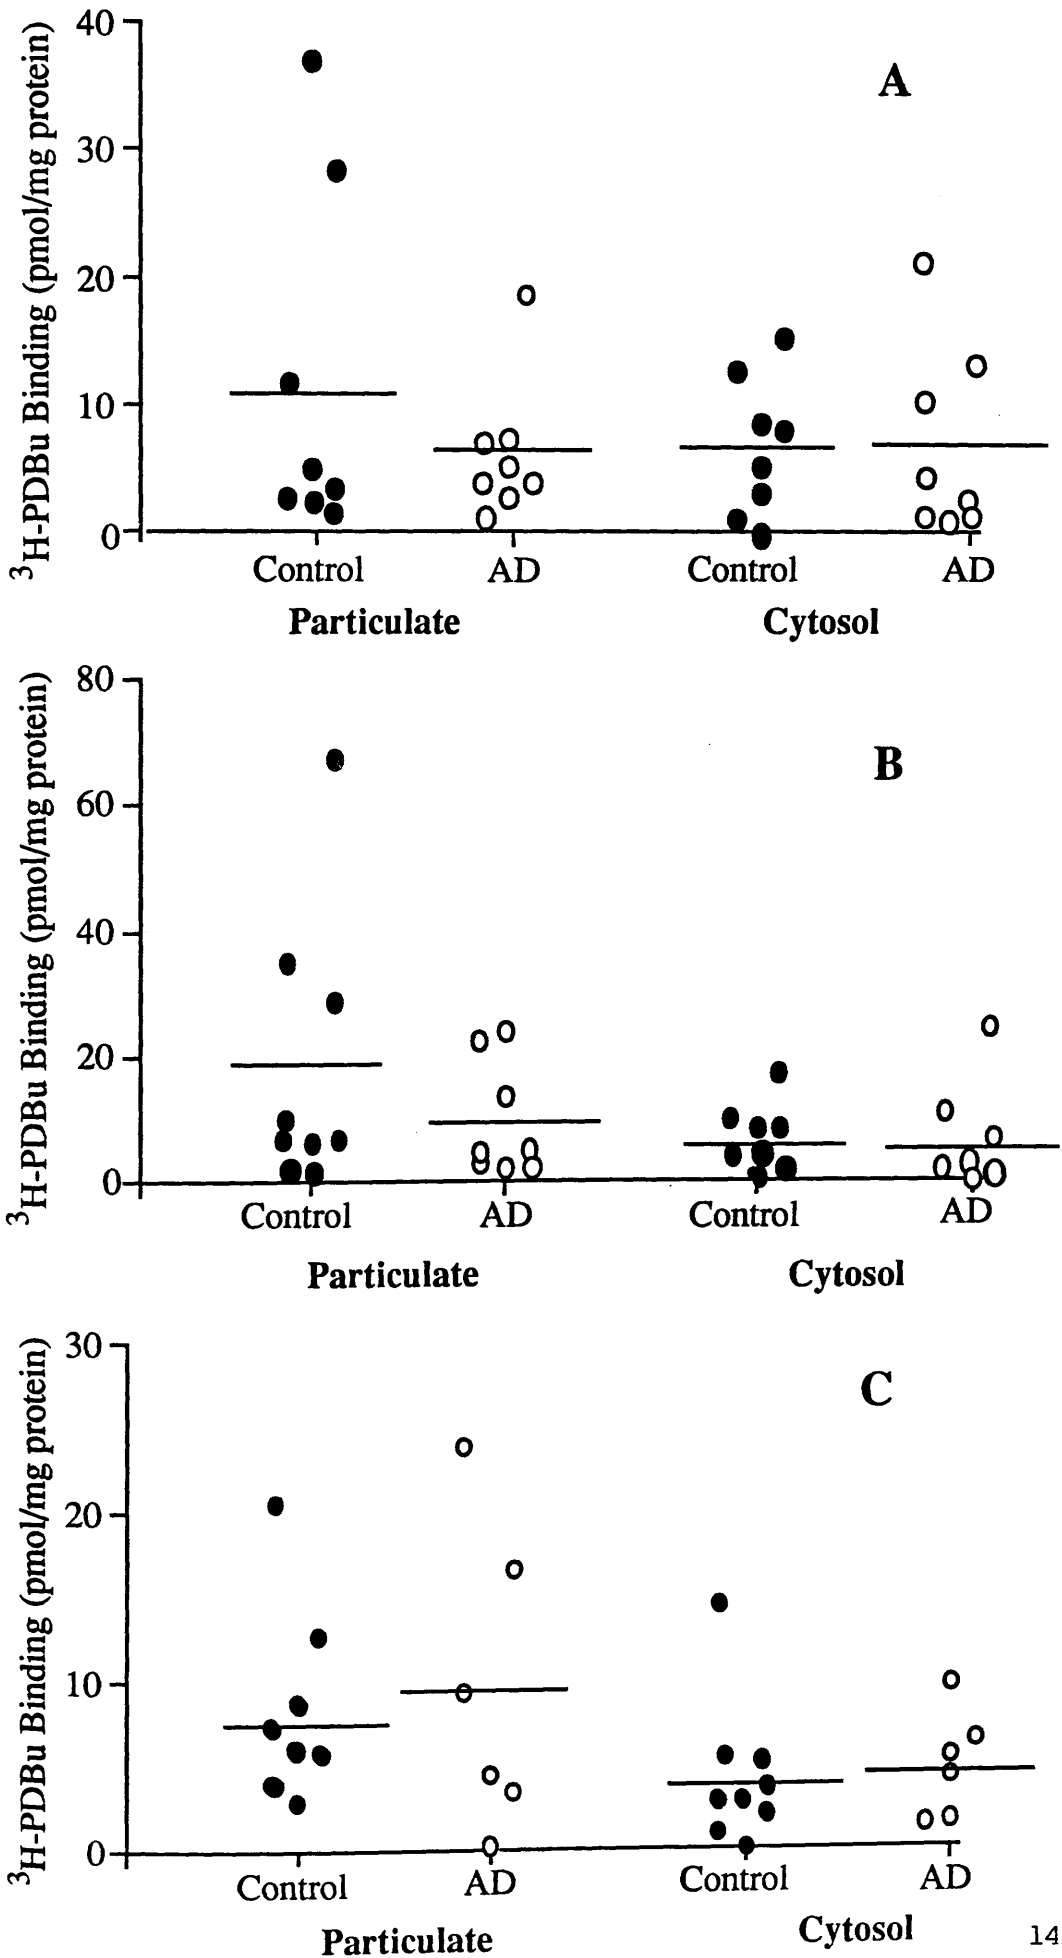 ³H-PDBu Binding (pmol/mg protein)
40
30
20
10
0
A
Control AD Control AD
Particulate Cytosol
³H-PDBu Binding (pmol/mg protein)
80
60
40
20
0
B
Control AD Control AD
Particulate Cytosol
³H-PDBu Binding (pmol/mg protein)
30
20
10
0
C
Control AD Control AD
Particulate Cytosol
14